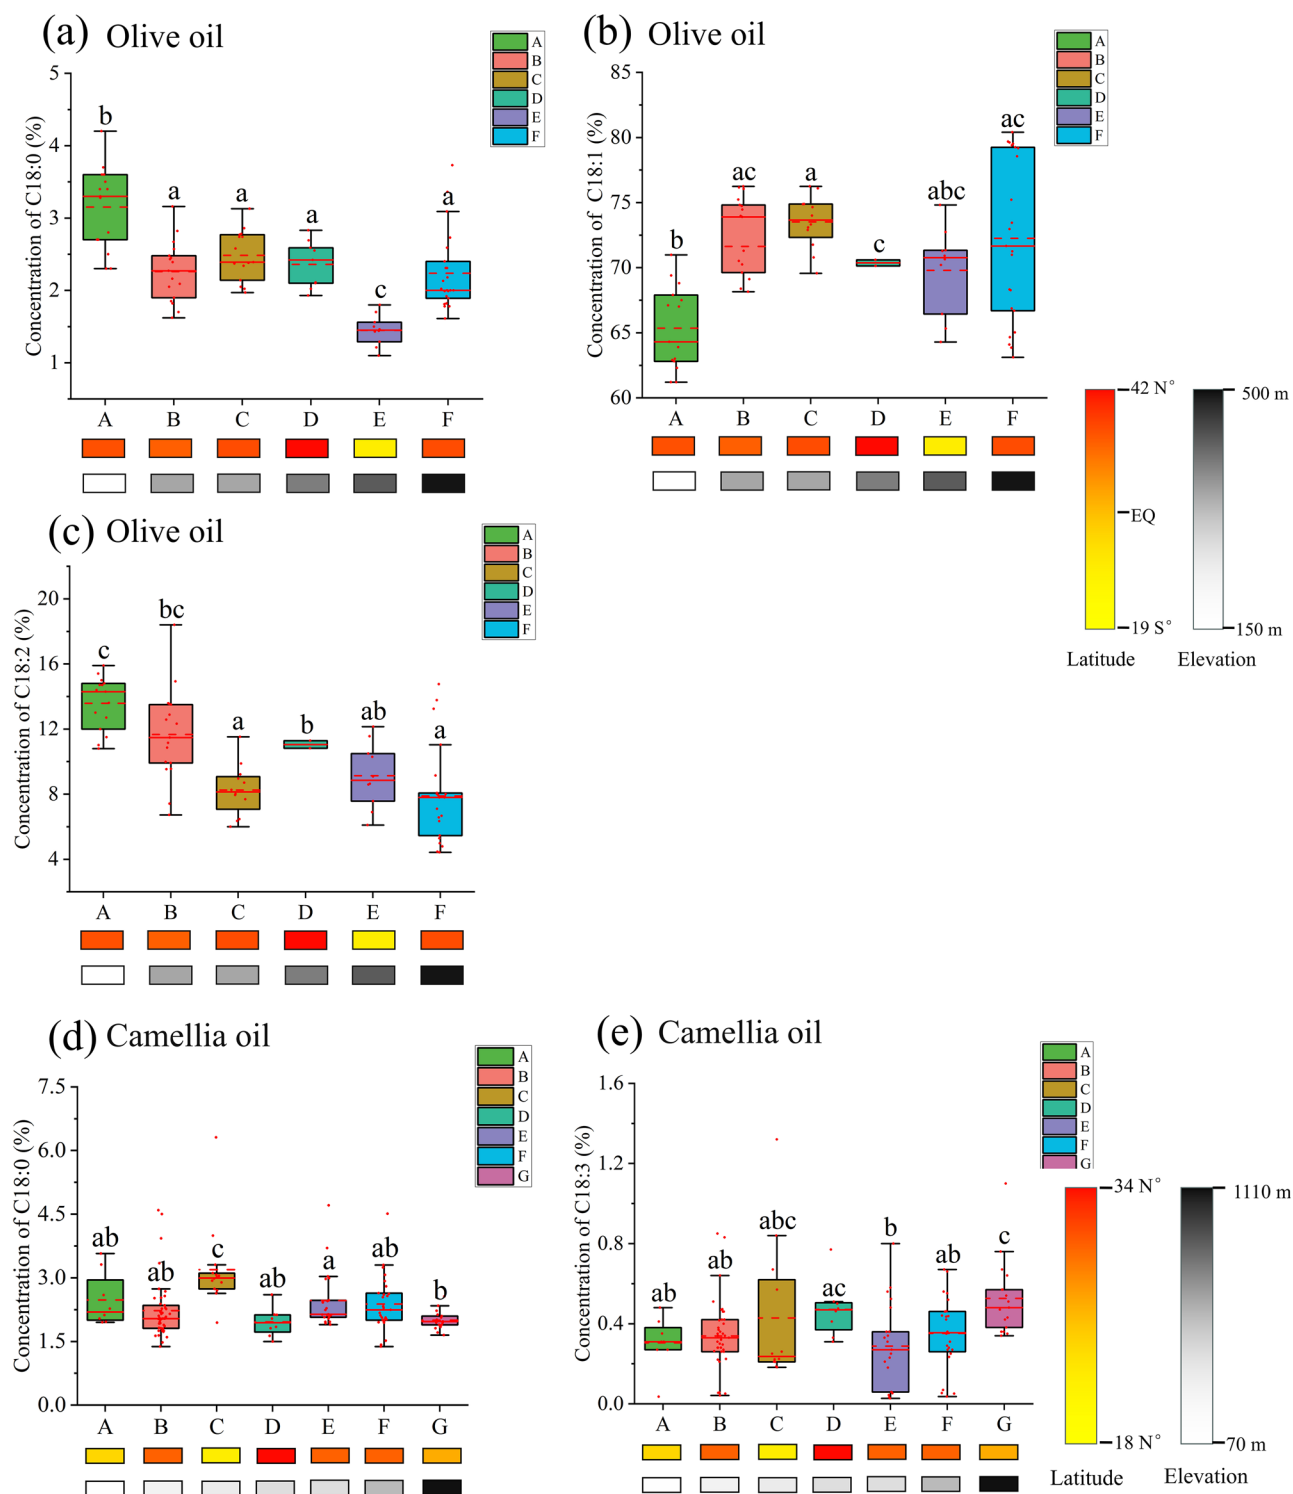 (a) Olive oil
A
B
C
D
E
F
b
a
a
a
c
a
5
4
3
2
1
Concentration of C18:0 (%)
A B C D E F
(b) Olive oil
A
B
C
D
E
F
b
ac
a
c
abc
ac
85
80
75
70
65
60
Concentration of C18:1 (%)
A B C D E F
42 N°
EQ
19 S°
Latitude
500 m
150 m
Elevation
(c) Olive oil
A
B
C
D
E
F
c
bc
a
b
ab
a
20
16
12
8
4
Concentration of C18:2 (%)
A B C D E F
(d) Camellia oil
A
B
C
D
E
F
G
ab
ab
c
ab
a
ab
b
7.5
6.0
4.5
3.0
1.5
0.0
Concentration of C18:0 (%)
A B C D E F G
(e) Camellia oil
A
B
C
D
E
F
G
ab
ab
abc
ac
b
ab
c
1.6
1.2
0.8
0.4
0.0
Concentration of C18:3 (%)
A B C D E F G
34 N°
18 N°
Latitude
1110 m
70 m
Elevation